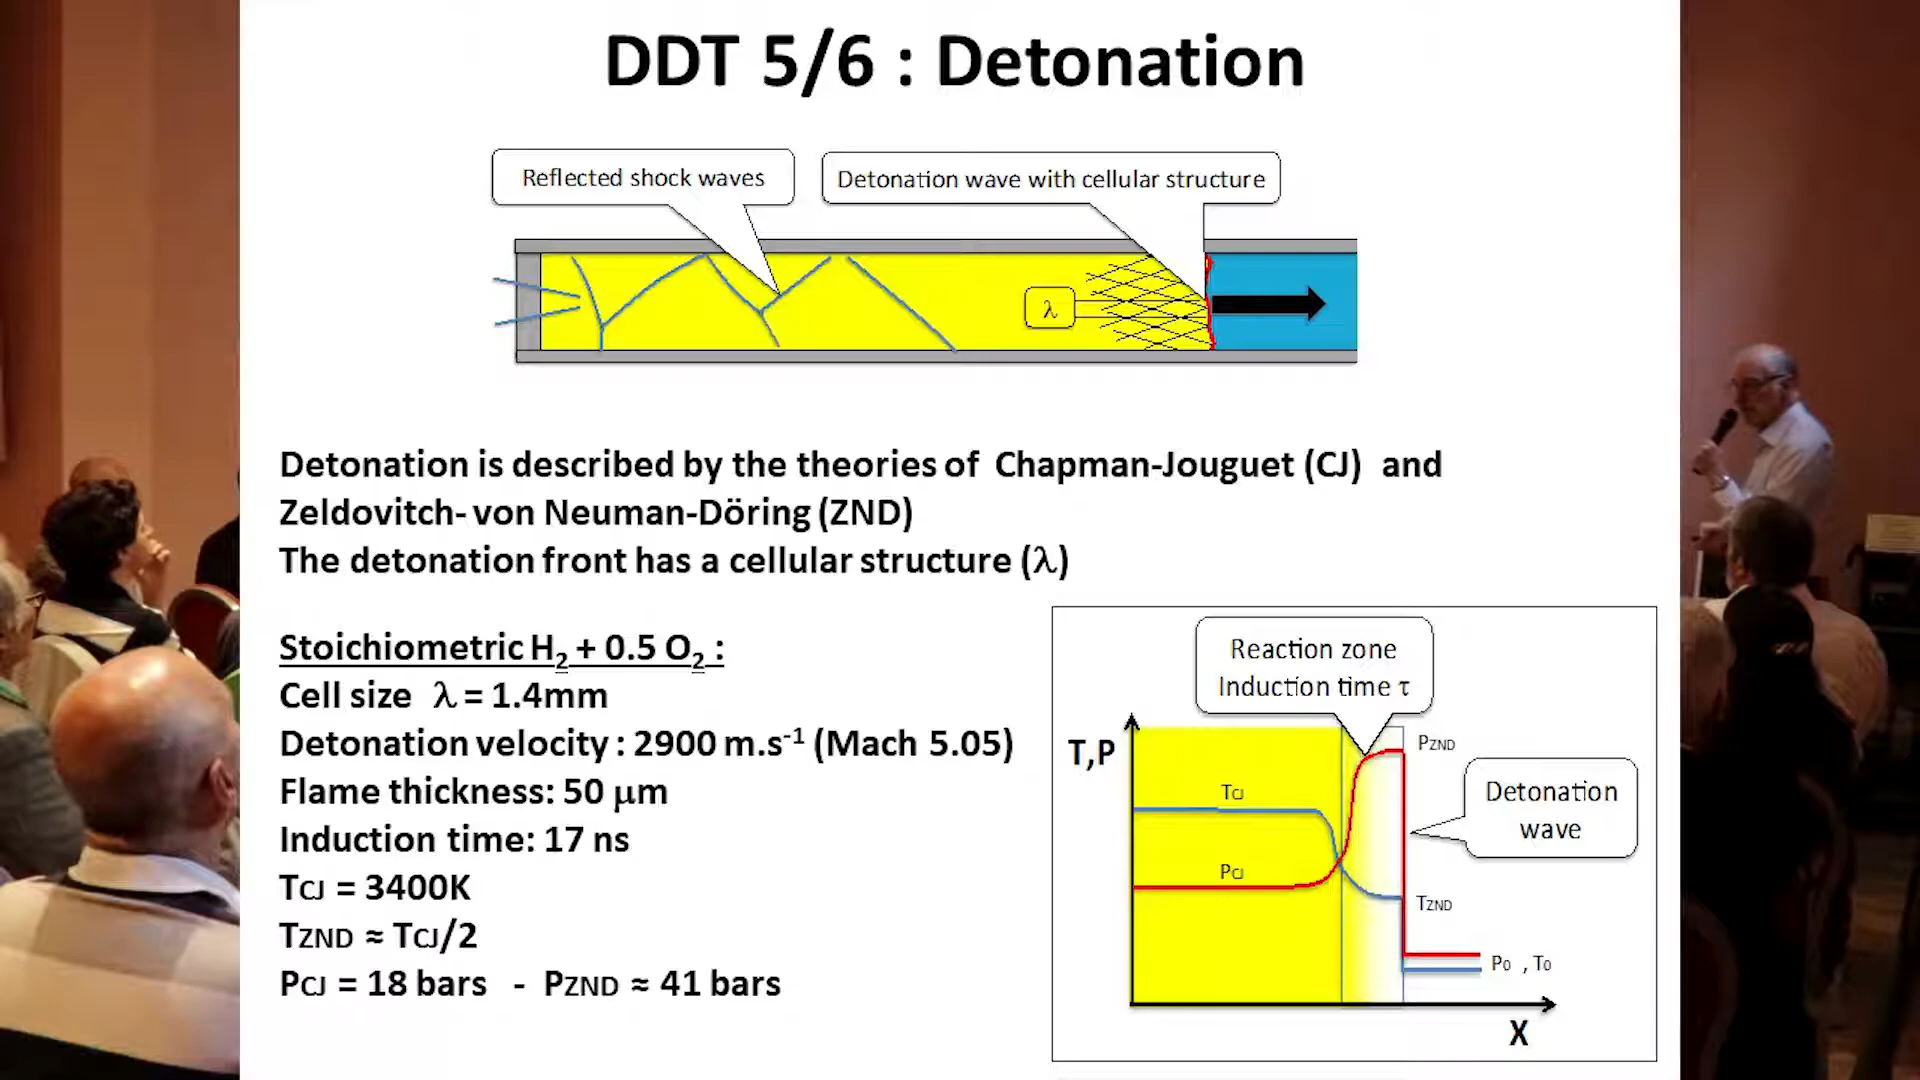 DDT 5/6 : Detonation
Reflected shock waves
Detonation wave with cellular structure
λ
Detonation is described by the theories of Chapman-Jouguet (CJ) and
Zeldovitch- von Neuman-Döring (ZND)
The detonation front has a cellular structure (λ)
Stoichiometric H₂ + 0.5 O₂ :
Cell size λ = 1.4mm
Detonation velocity : 2900 m.s⁻¹ (Mach 5.05)
Flame thickness: 50 μm
Induction time: 17 ns
TCJ = 3400K
TZND ≈ TCJ/2
PCJ = 18 bars - PZND ≈ 41 bars
Reaction zone
Induction time τ
T,P
PZND
TCJ
Detonation
wave
PCJ
TZND
P0 , T0
X